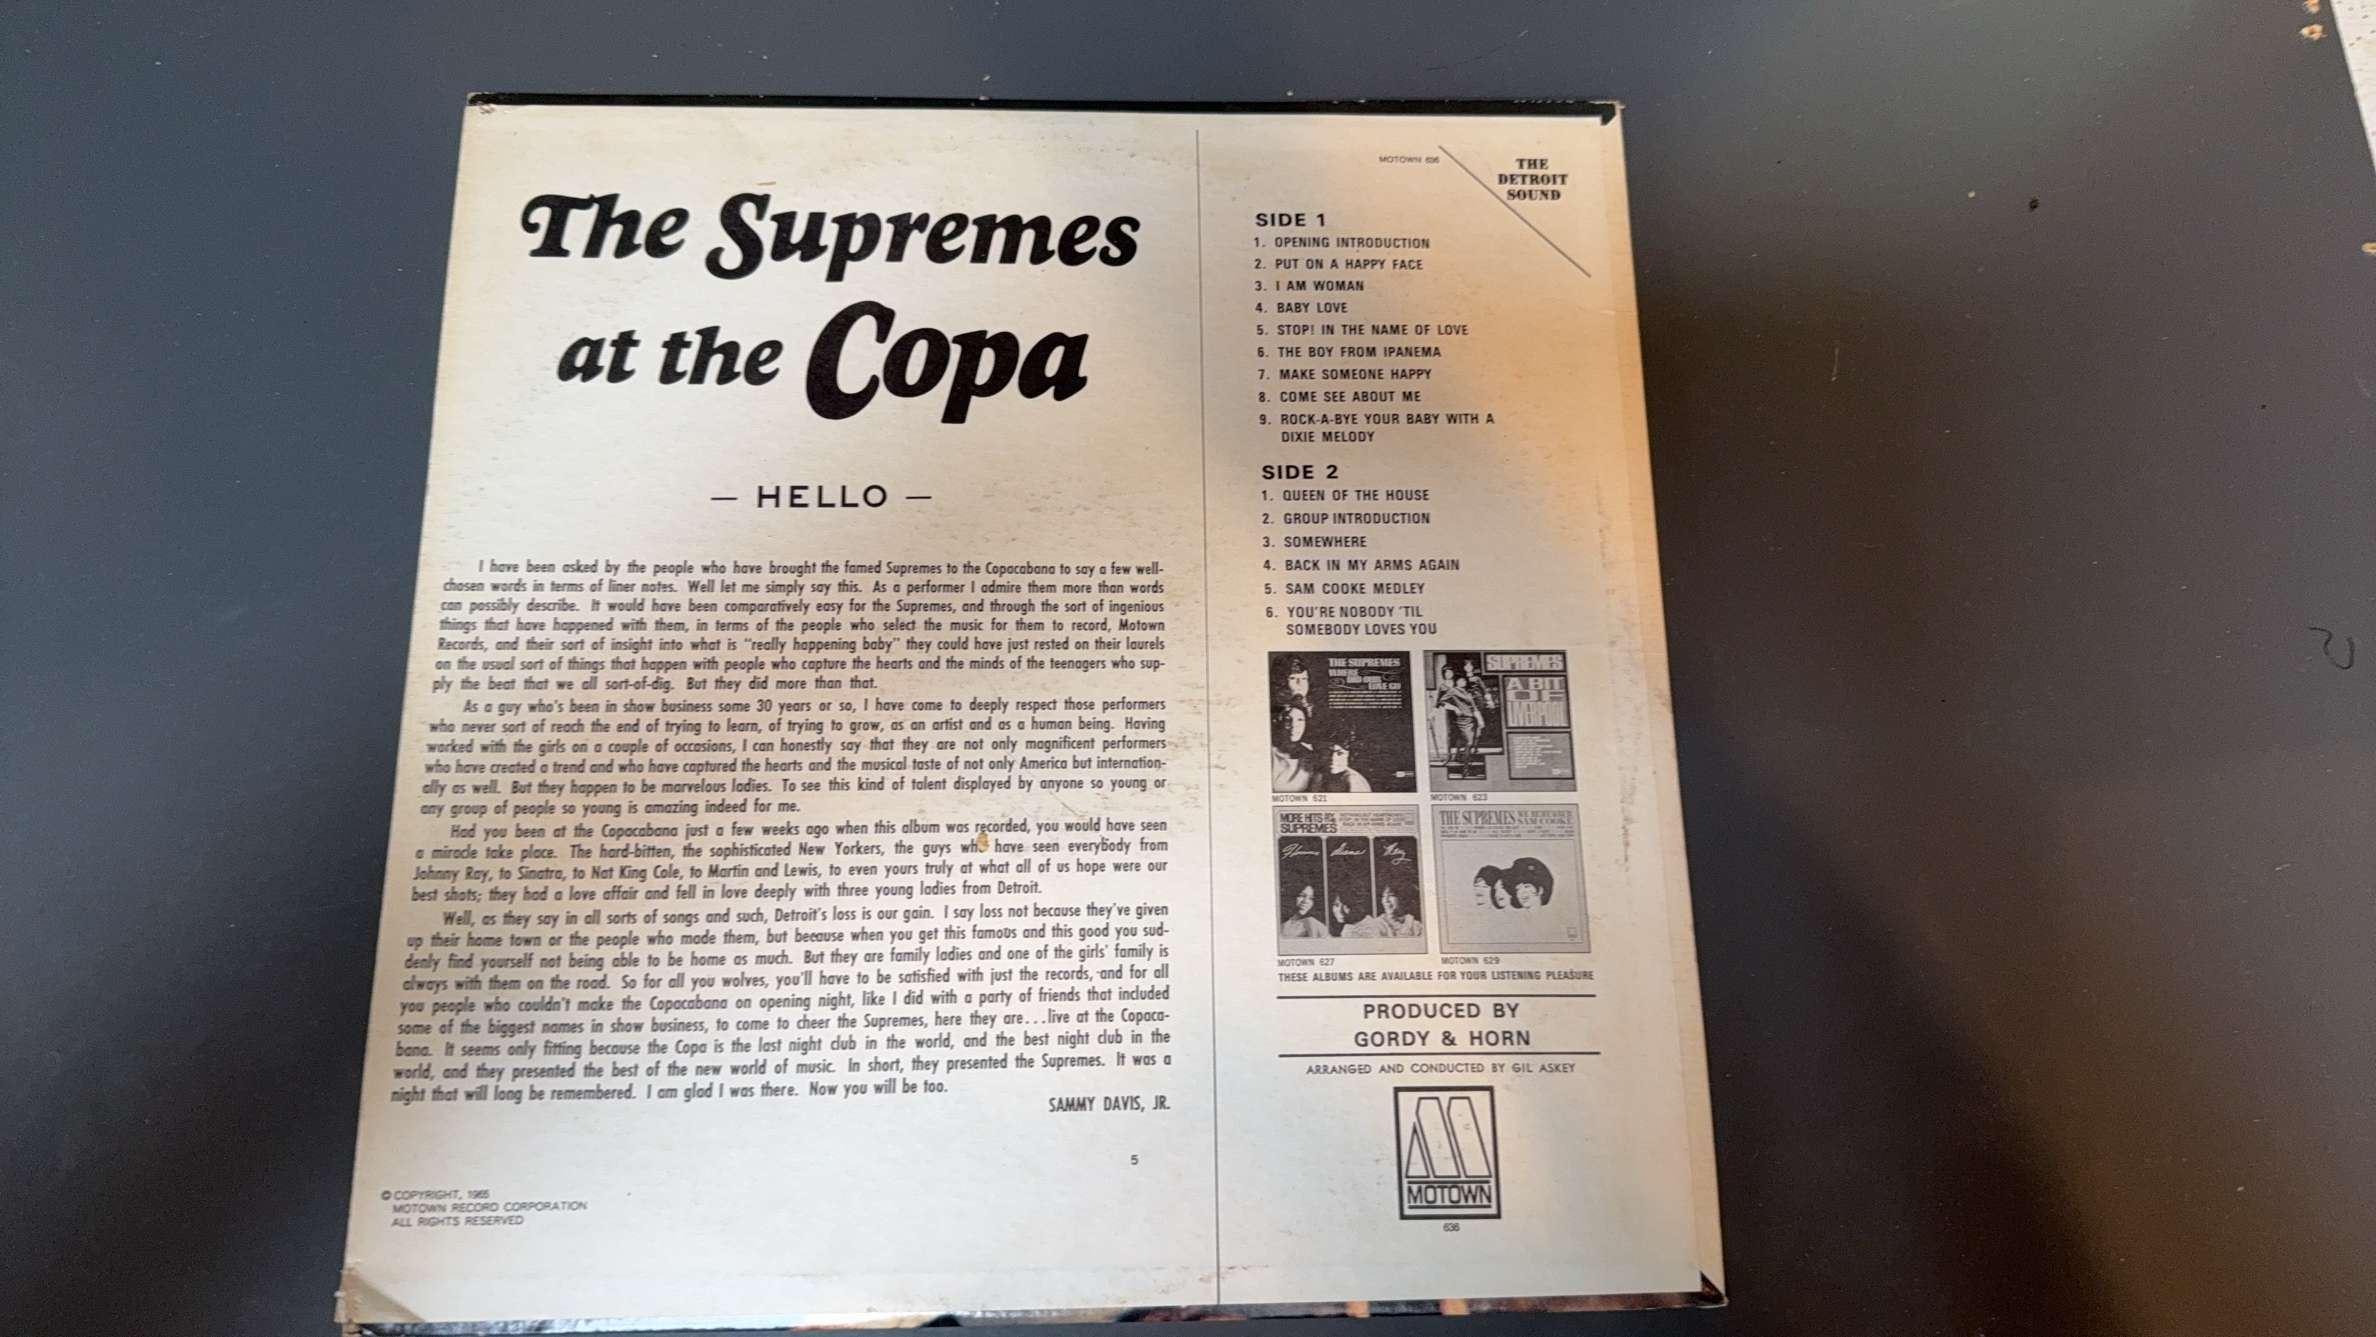 The Supremes
at the Copa
— HELLO —
I have been asked by the people who have brought the famed Supremes to the Copacabana to say a few well-
chosen words in terms of liner notes. Well let me simply say this. As a performer I admire them more than words
can possibly describe. It would have been comparatively easy for the Supremes, and through the sort of ingenious
things that have happened with them, in terms of the people who select the music for them to record, Motown
Records, and their sort of insight into what is "really happening baby" they could have just rested on their laurels
on the usual sort of things that happen with people who capture the hearts and the minds of the teenagers who sup-
ply the beat that we all sort-of-dig. But they did more than that.
As a guy who's been in show business some 30 years or so, I have come to deeply respect those performers
who never sort of reach the end of trying to learn, of trying to grow, as an artist and as a human being. Having
worked with the girls on a couple of occasions, I can honestly say that they are not only magnificent performers
who have created a trend and who have captured the hearts and the musical taste of not only America but internation-
ally as well. But they happen to be marvelous ladies. To see this kind of talent displayed by anyone so young or
any group of people so young is amazing indeed for me.
Had you been at the Copacabana just a few weeks ago when this album was recorded, you would have seen
a miracle take place. The hard-bitten, the sophisticated New Yorkers, the guys who have seen everybody from
Johnny Ray, to Sinatra, to Nat King Cole, to Martin and Lewis, to even yours truly at what all of us hope were our
best shots; they had a love affair and fell in love deeply with three young ladies from Detroit.
Well, as they say in all sorts of songs and such, Detroit's loss is our gain. I say loss not because they've given
up their home town or the people who made them, but because when you get this famous and this good you sud-
denly find yourself not being able to be home as much. But they are family ladies and one of the girls' family is
always with them on the road. So for all you wolves, you'll have to be satisfied with just the records, and for all
you people who couldn't make the Copacabana on opening night, like I did with a party of friends that included
some of the biggest names in show business, to come to cheer the Supremes, here they are...live at the Copaca-
bana. It seems only fitting because the Copa is the last night club in the world, and the best night club in the
world, and they presented the best of the new world of music. In short, they presented the Supremes. It was a
night that will long be remembered. I am glad I was there. Now you will be too.
SAMMY DAVIS, JR.
5
© COPYRIGHT, 1965
MOTOWN RECORD CORPORATION
ALL RIGHTS RESERVED
MOTOWN 636
THE
DETROIT
SOUND
SIDE 1
1. OPENING INTRODUCTION
2. PUT ON A HAPPY FACE
3. I AM WOMAN
4. BABY LOVE
5. STOP! IN THE NAME OF LOVE
6. THE BOY FROM IPANEMA
7. MAKE SOMEONE HAPPY
8. COME SEE ABOUT ME
9. ROCK-A-BYE YOUR BABY WITH A
DIXIE MELODY
SIDE 2
1. QUEEN OF THE HOUSE
2. GROUP INTRODUCTION
3. SOMEWHERE
4. BACK IN MY ARMS AGAIN
5. SAM COOKE MEDLEY
6. YOU'RE NOBODY 'TIL
SOMEBODY LOVES YOU
THE SUPREMES
WHERE
DID OUR
LOVE GO
MOTOWN 621
SUPREMES
A BIT
OF
LIVERPOOL
MOTOWN 623
MORE HITS BY THE
SUPREMES
Florence Diana Mary
MOTOWN 627
THE SUPREMES WE REMEMBER
SAM COOKE
MOTOWN 629
THESE ALBUMS ARE AVAILABLE FOR YOUR LISTENING PLEASURE
PRODUCED BY
GORDY & HORN
ARRANGED AND CONDUCTED BY GIL ASKEY
MOTOWN
636